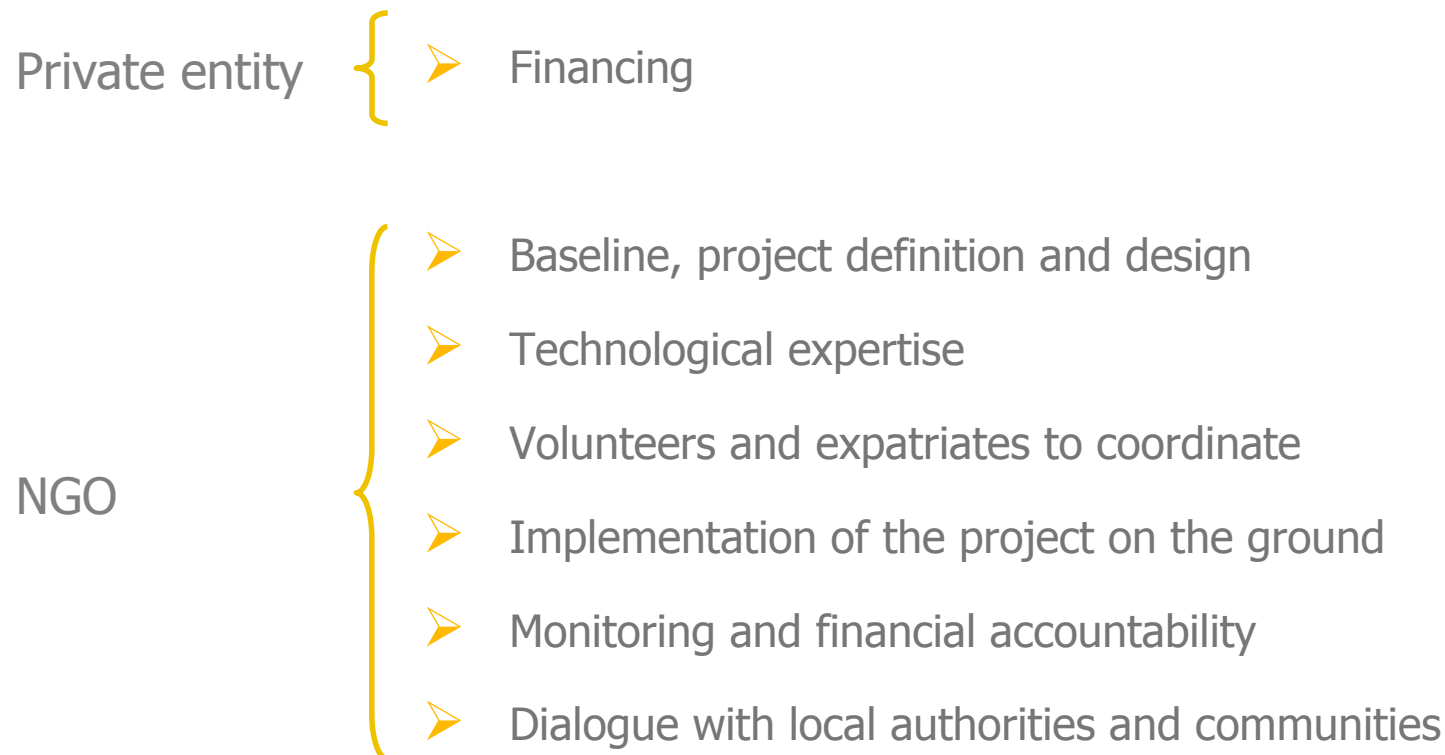 Private entity
Financing
NGO
Baseline, project definition and design
Technological expertise
Volunteers and expatriates to coordinate
Implementation of the project on the ground
Monitoring and financial accountability
Dialogue with local authorities and communities